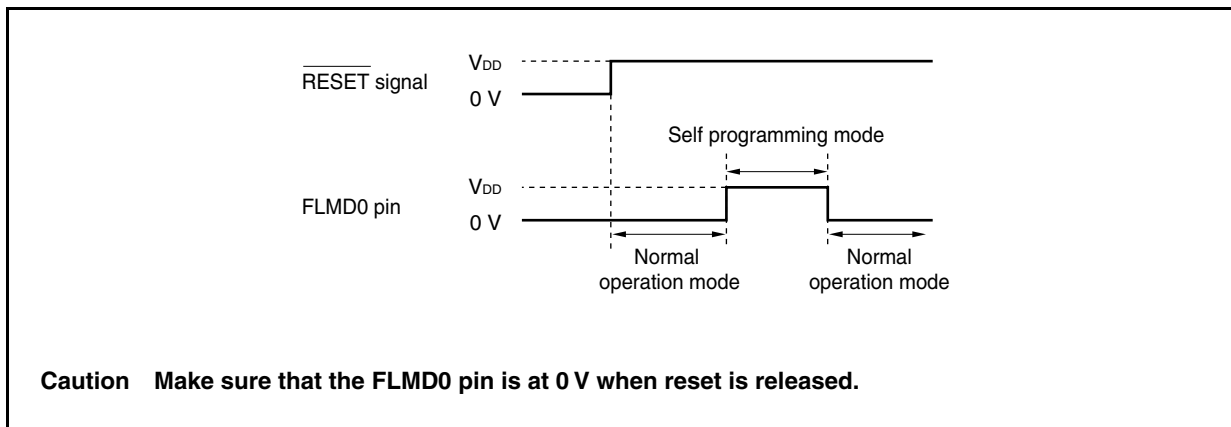 RESET signal
VDD
0 V
Self programming mode
FLMD0 pin
VDD
0 V
Normal
operation mode
Normal
operation mode
Caution Make sure that the FLMD0 pin is at 0 V when reset is released.